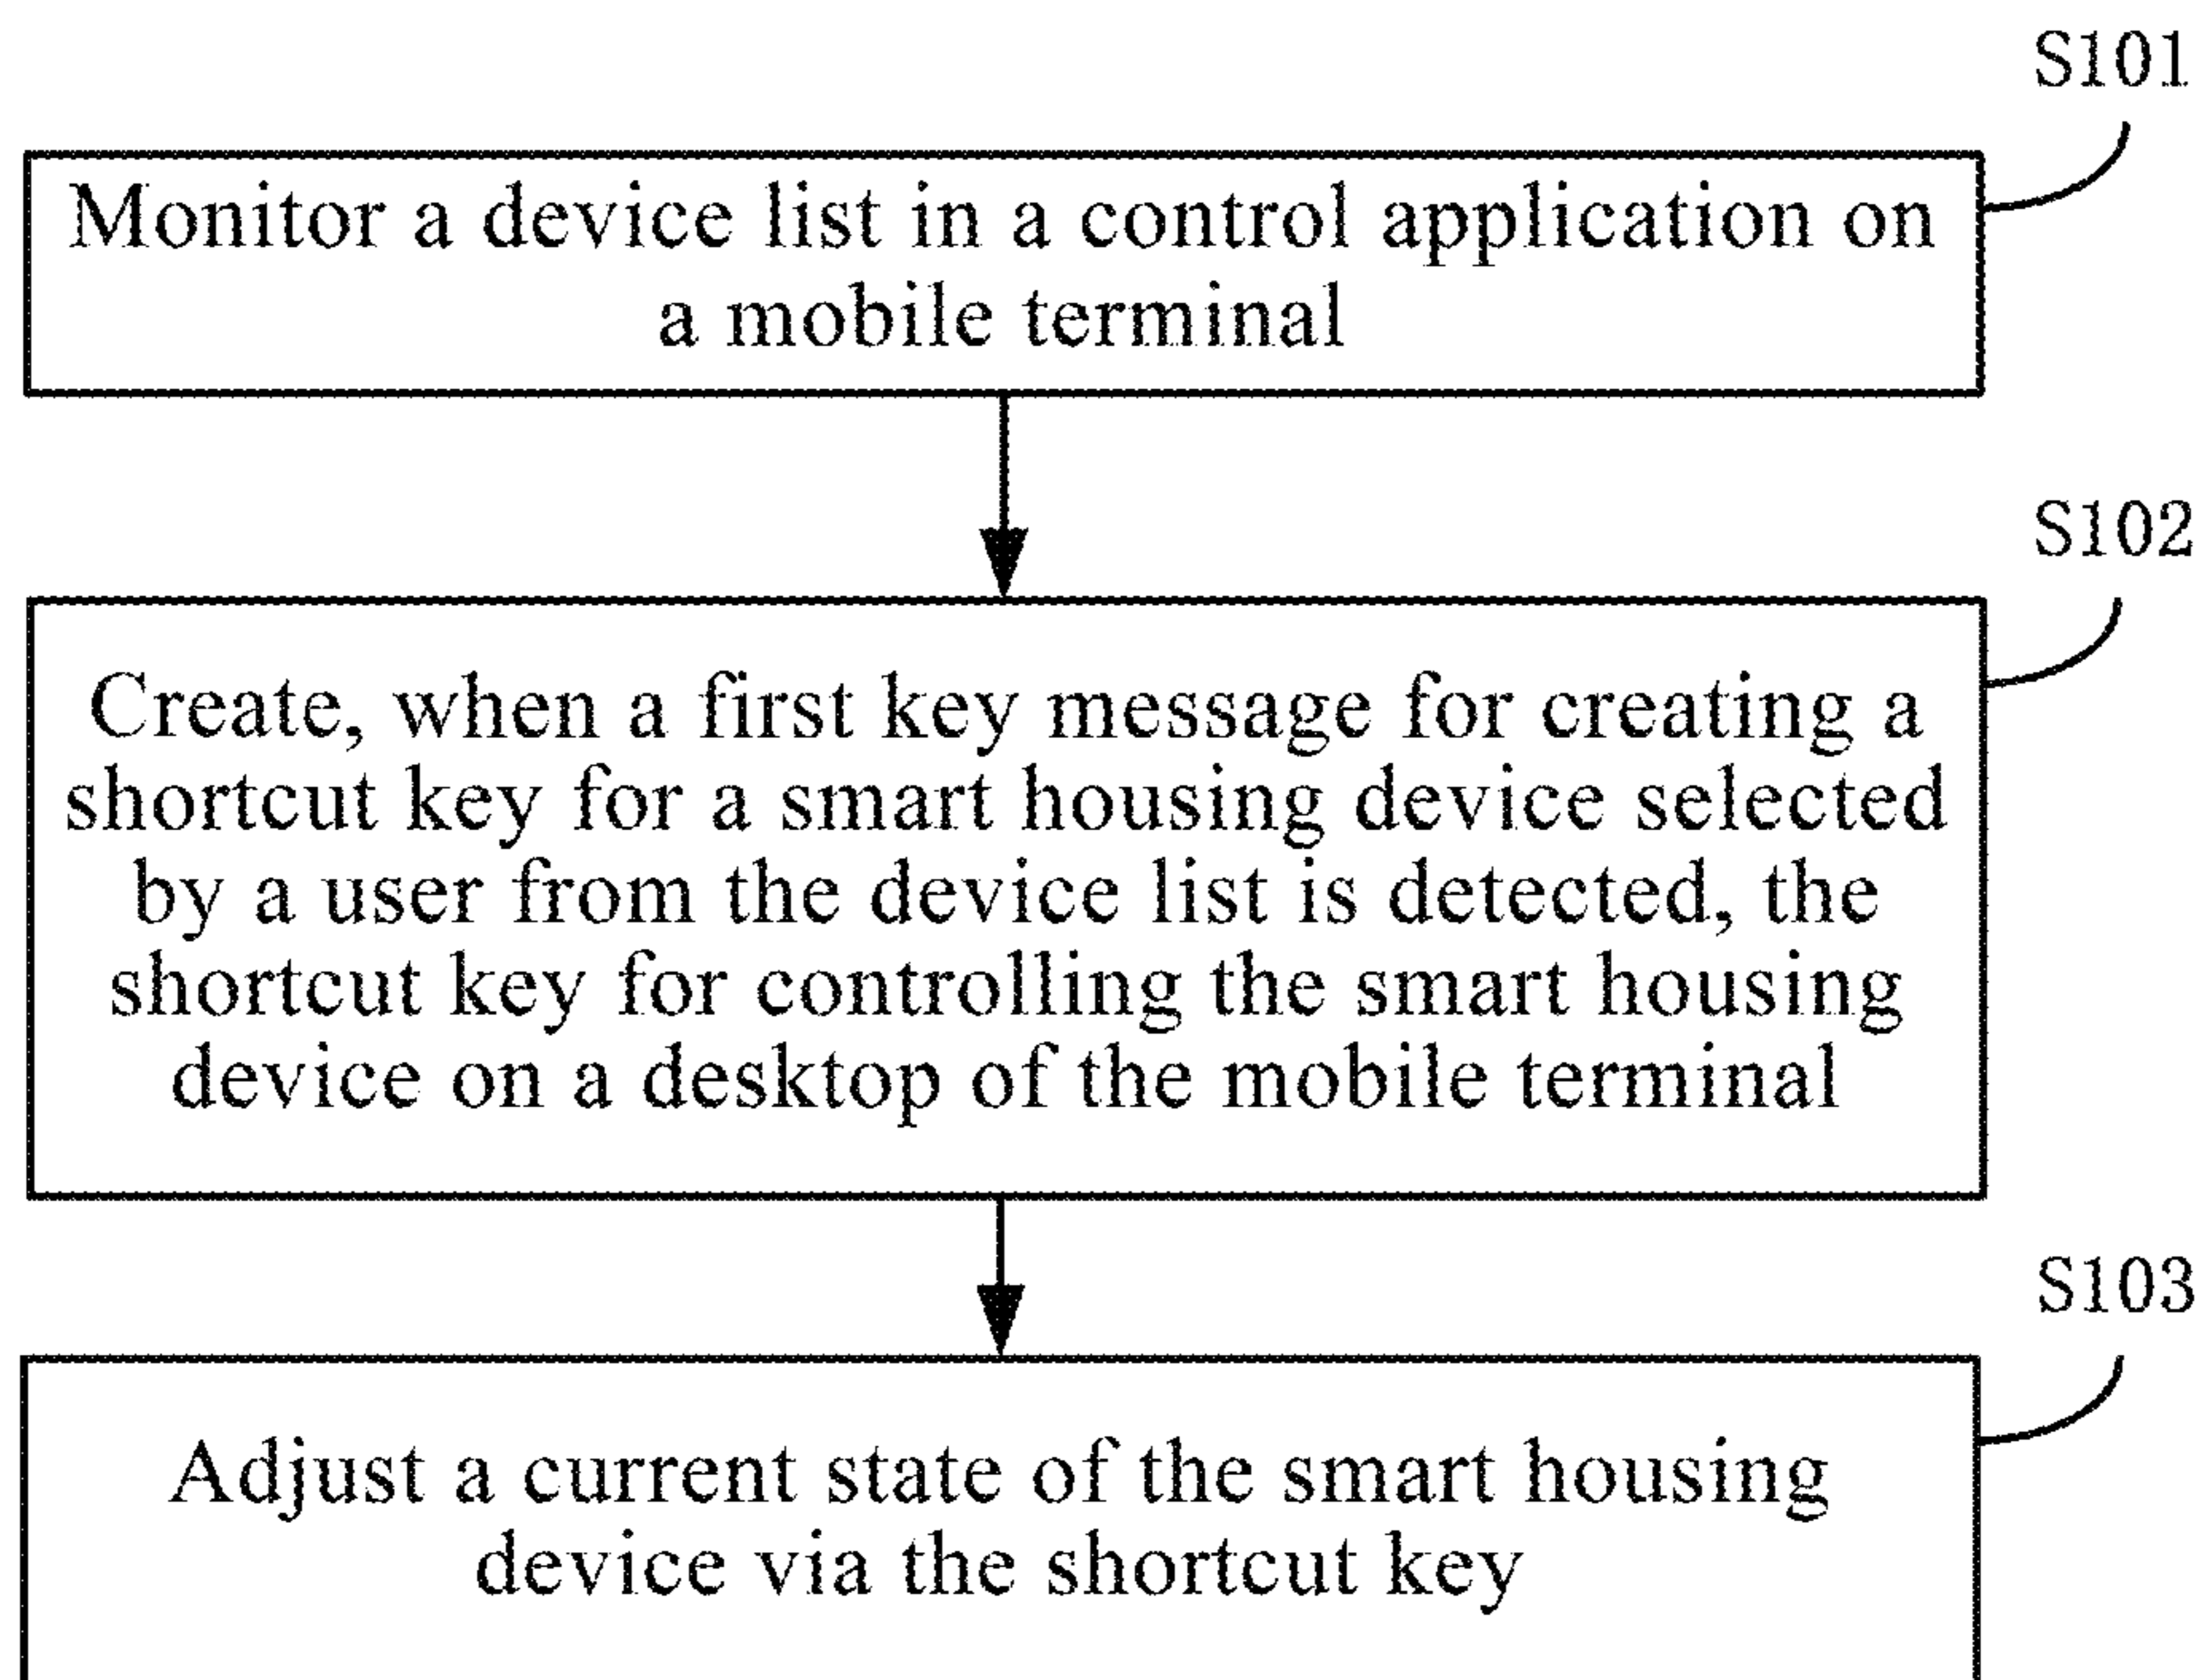 S101
Monitor a device list in a control application on
a mobile terminal
S102
Create, when a first key message for creating a
shortcut key for a smart housing device selected
by a user from the device list is detected, the
shortcut key for controlling the smart housing
device on a desktop of the mobile terminal
S103
Adjust a current state of the smart housing
device via the shortcut key